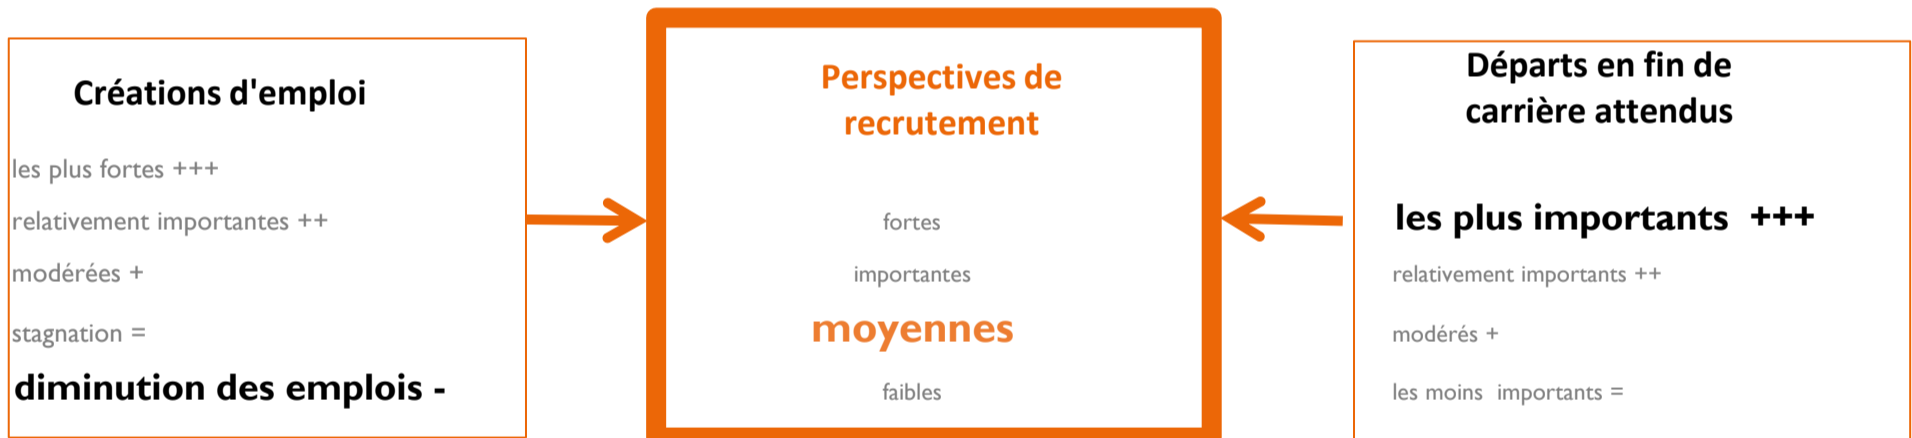 Créations d'emploi
les plus fortes +++
relativement importantes ++
modérées +
stagnation =
diminution des emplois -
Perspectives de
recrutement
fortes
importantes
moyennes
faibles
Départs en fin de
carrière attendus
les plus importants +++
relativement importants ++
modérés +
les moins importants =